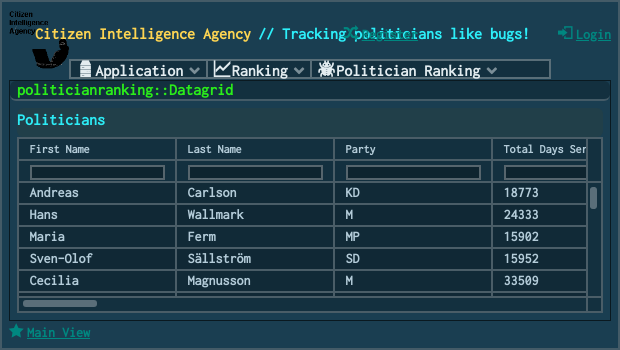 Citizen
Intelligence
Agency
Citizen Intelligence Agency // Tracking politicians like bugs!
Register
Login
Application
Ranking
Politician Ranking
politicianranking::Datagrid
Politicians
First Name Last Name Party Total Days Ser
Andreas Carlson KD 18773
Hans Wallmark M 24333
Maria Ferm MP 15902
Sven-Olof Sällström SD 15952
Cecilia Magnusson M 33509
Main View